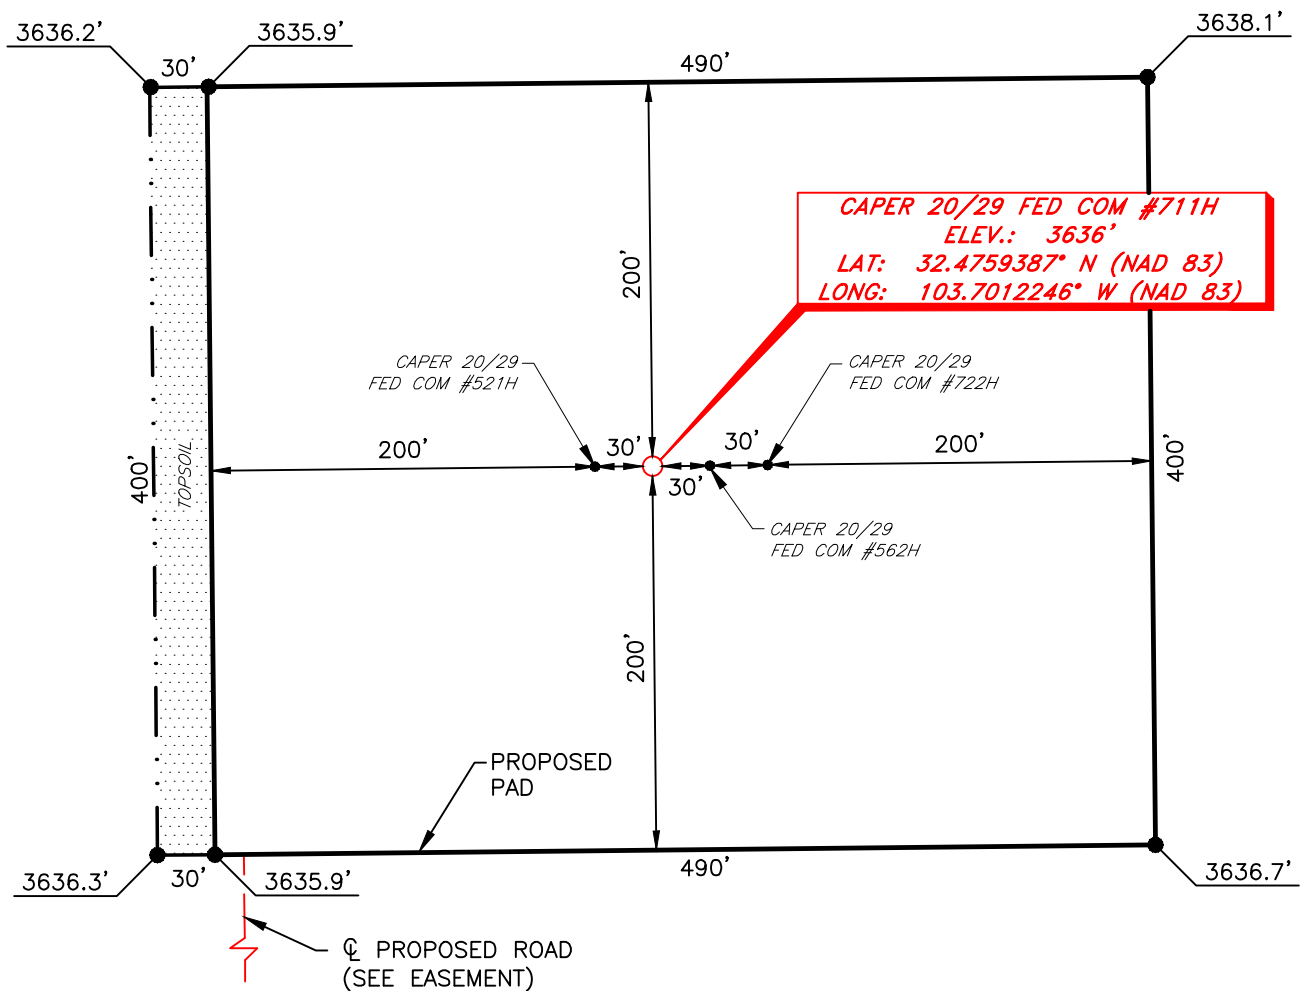 3636.2'
3635.9'
3638.1'
30'
490'
CAPER 20/29 FED COM #711H
ELEV.: 3636'
LAT: 32.4759387° N (NAD 83)
LONG: 103.7012246° W (NAD 83)
200'
CAPER 20/29
FED COM #521H
CAPER 20/29
FED COM #722H
200'
30'
30'
200'
400'
TOPSOIL
30'
400'
CAPER 20/29
FED COM #562H
200'
PROPOSED
PAD
3636.3'
30'
3635.9'
490'
3636.7'
℄ PROPOSED ROAD
(SEE EASEMENT)